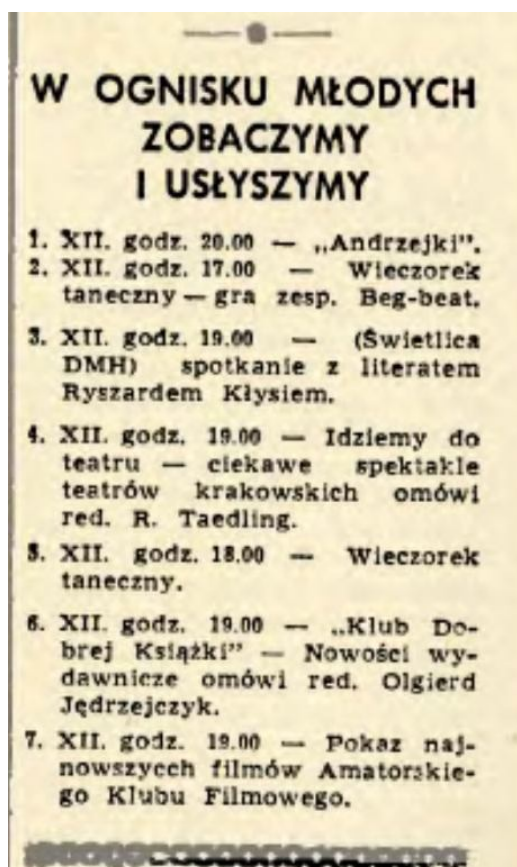 W OGNISKU MŁODYCH
ZOBACZYMY
I USŁYSZYMY
1. XII. godz. 20.00 — „Andrzejki”.
2. XII. godz. 17.00 — Wieczorek
taneczny — gra zesp. Beg-beat.
3. XII. godz. 19.00 — (Świetlica
DMH) spotkanie z literatem
Ryszardem Kłysiem.
4. XII. godz. 19.00 — Idziemy do
teatru — ciekawe spektakle
teatrów krakowskich omówi
red. R. Taedling.
5. XII. godz. 18.00 — Wieczorek
taneczny.
6. XII. godz. 19.00 — „Klub Do-
brej Książki” — Nowości wy-
dawnicze omówi red. Olgierd
Jędrzejczyk.
7. XII. godz. 19.00 — Pokaz naj-
nowszyech filmów Amatorskie-
go Klubu Filmowego.